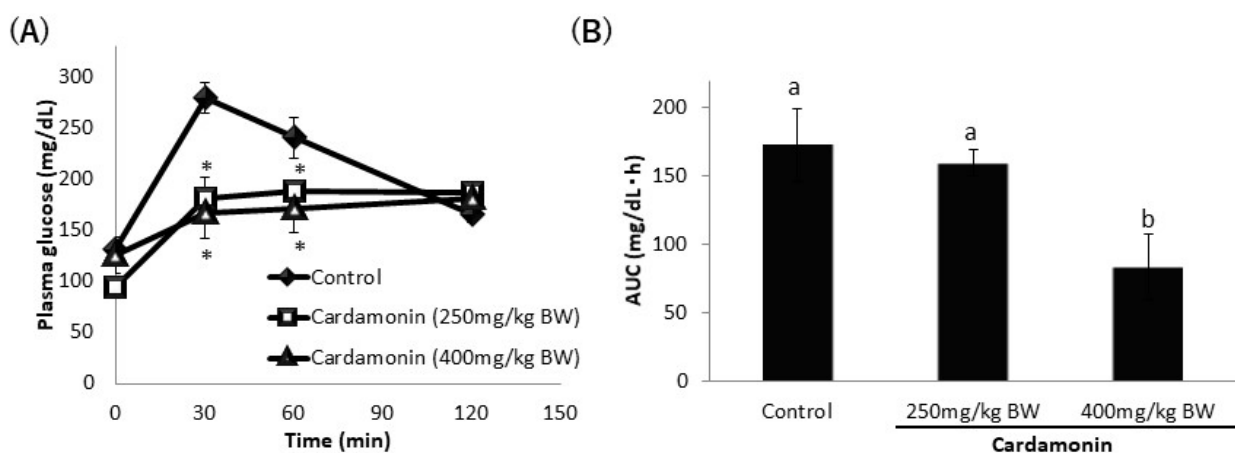 (A)
300
250
200
150
100
50
0
Plasma glucose (mg/dL)
*
*
*
*
Control
Cardamonin (250mg/kg BW)
Cardamonin (400mg/kg BW)
0 30 60 90 120 150
Time (min)
(B)
200
150
100
50
0
AUC (mg/dL・h)
a
a
b
Control 250mg/kg BW 400mg/kg BW
Cardamonin